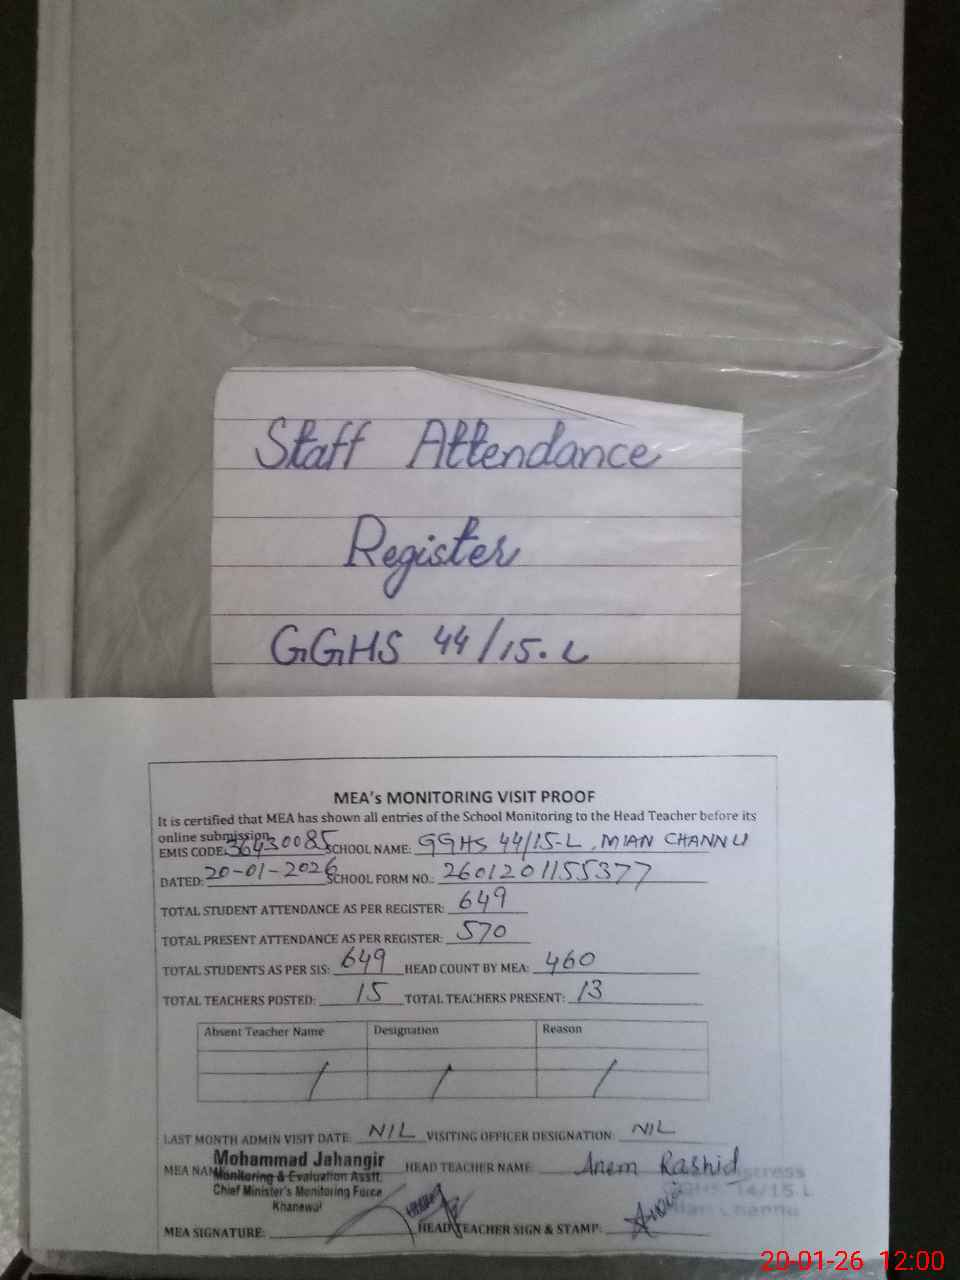 Staff Attendance
Register
GGHS 44/15.L
MEA's MONITORING VISIT PROOF
It is certified that MEA has shown all entries of the School Monitoring to the Head Teacher before its
online submission
EMIS CODE: 36430085 SCHOOL NAME: GGHS 44/15-L, MIAN CHANNU
DATED: 20-01-2026 SCHOOL FORM NO.: 2601201155377
TOTAL STUDENT ATTENDANCE AS PER REGISTER: 649
TOTAL PRESENT ATTENDANCE AS PER REGISTER: 570
TOTAL STUDENTS AS PER SIS: 649 HEAD COUNT BY MEA: 460
TOTAL TEACHERS POSTED: 15 TOTAL TEACHERS PRESENT: 13
Absent Teacher Name Designation Reason
/ / /
LAST MONTH ADMIN VISIT DATE: NIL VISITING OFFICER DESIGNATION: NIL
MEA NAM Mohammad Jahangir HEAD TEACHER NAME: Anem Rashid
Monitoring & Evaluation Asstt.
Chief Minister's Monitoring Force
Khanewal
MEA SIGNATURE: HEAD TEACHER SIGN & STAMP:
20-01-26 12:00